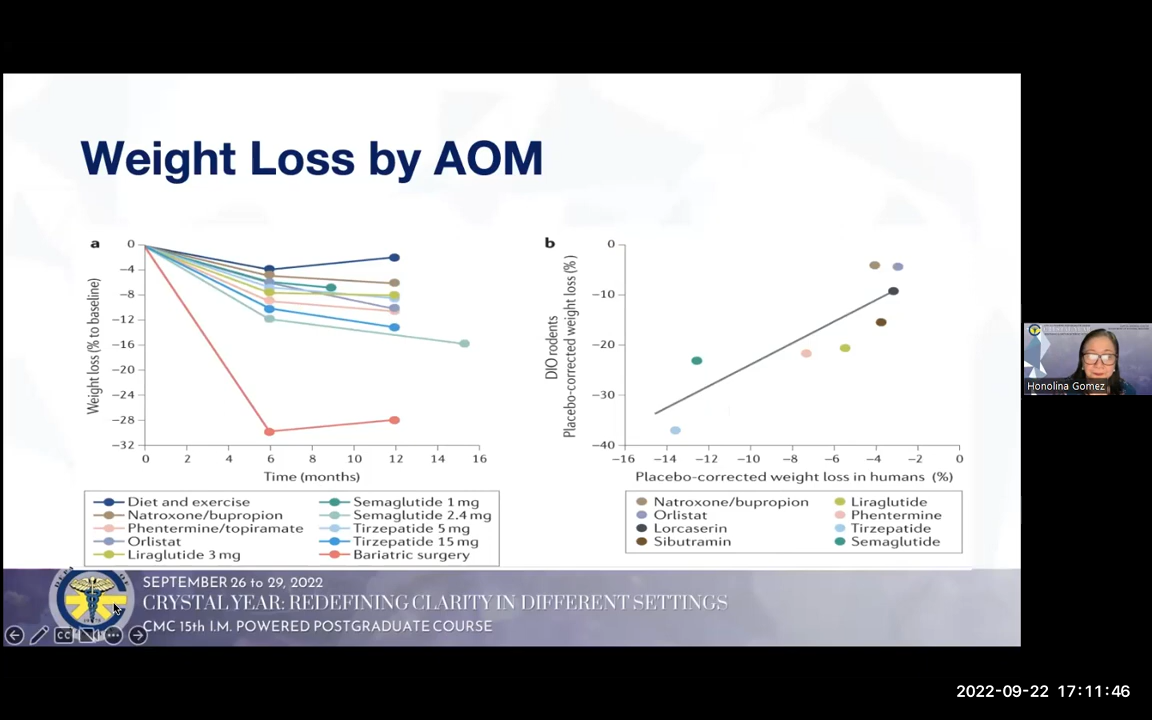 Weight Loss by AOM
a
0
−4
−8
−12
−16
−20
−24
−28
−32
Weight loss (% to baseline)
0 2 4 6 8 10 12 14 16
Time (months)
Diet and exercise
Natroxone/bupropion
Phentermine/topiramate
Orlistat
Liraglutide 3 mg
Semaglutide 1 mg
Semaglutide 2.4 mg
Tirzepatide 5 mg
Tirzepatide 15 mg
Bariatric surgery
b
0
−10
−20
−30
−40
DIO rodents
Placebo-corrected weight loss (%)
−16 −14 −12 −10 −8 −6 −4 −2 0
Placebo-corrected weight loss in humans (%)
Natroxone/bupropion
Orlistat
Lorcaserin
Sibutramin
Liraglutide
Phentermine
Tirzepatide
Semaglutide
Honolina Gomez
SEPTEMBER 26 to 29, 2022
CRYSTAL YEAR: REDEFINING CLARITY IN DIFFERENT SETTINGS
CMC 15th I.M. POWERED POSTGRADUATE COURSE
CC
2022-09-22 17:11:46